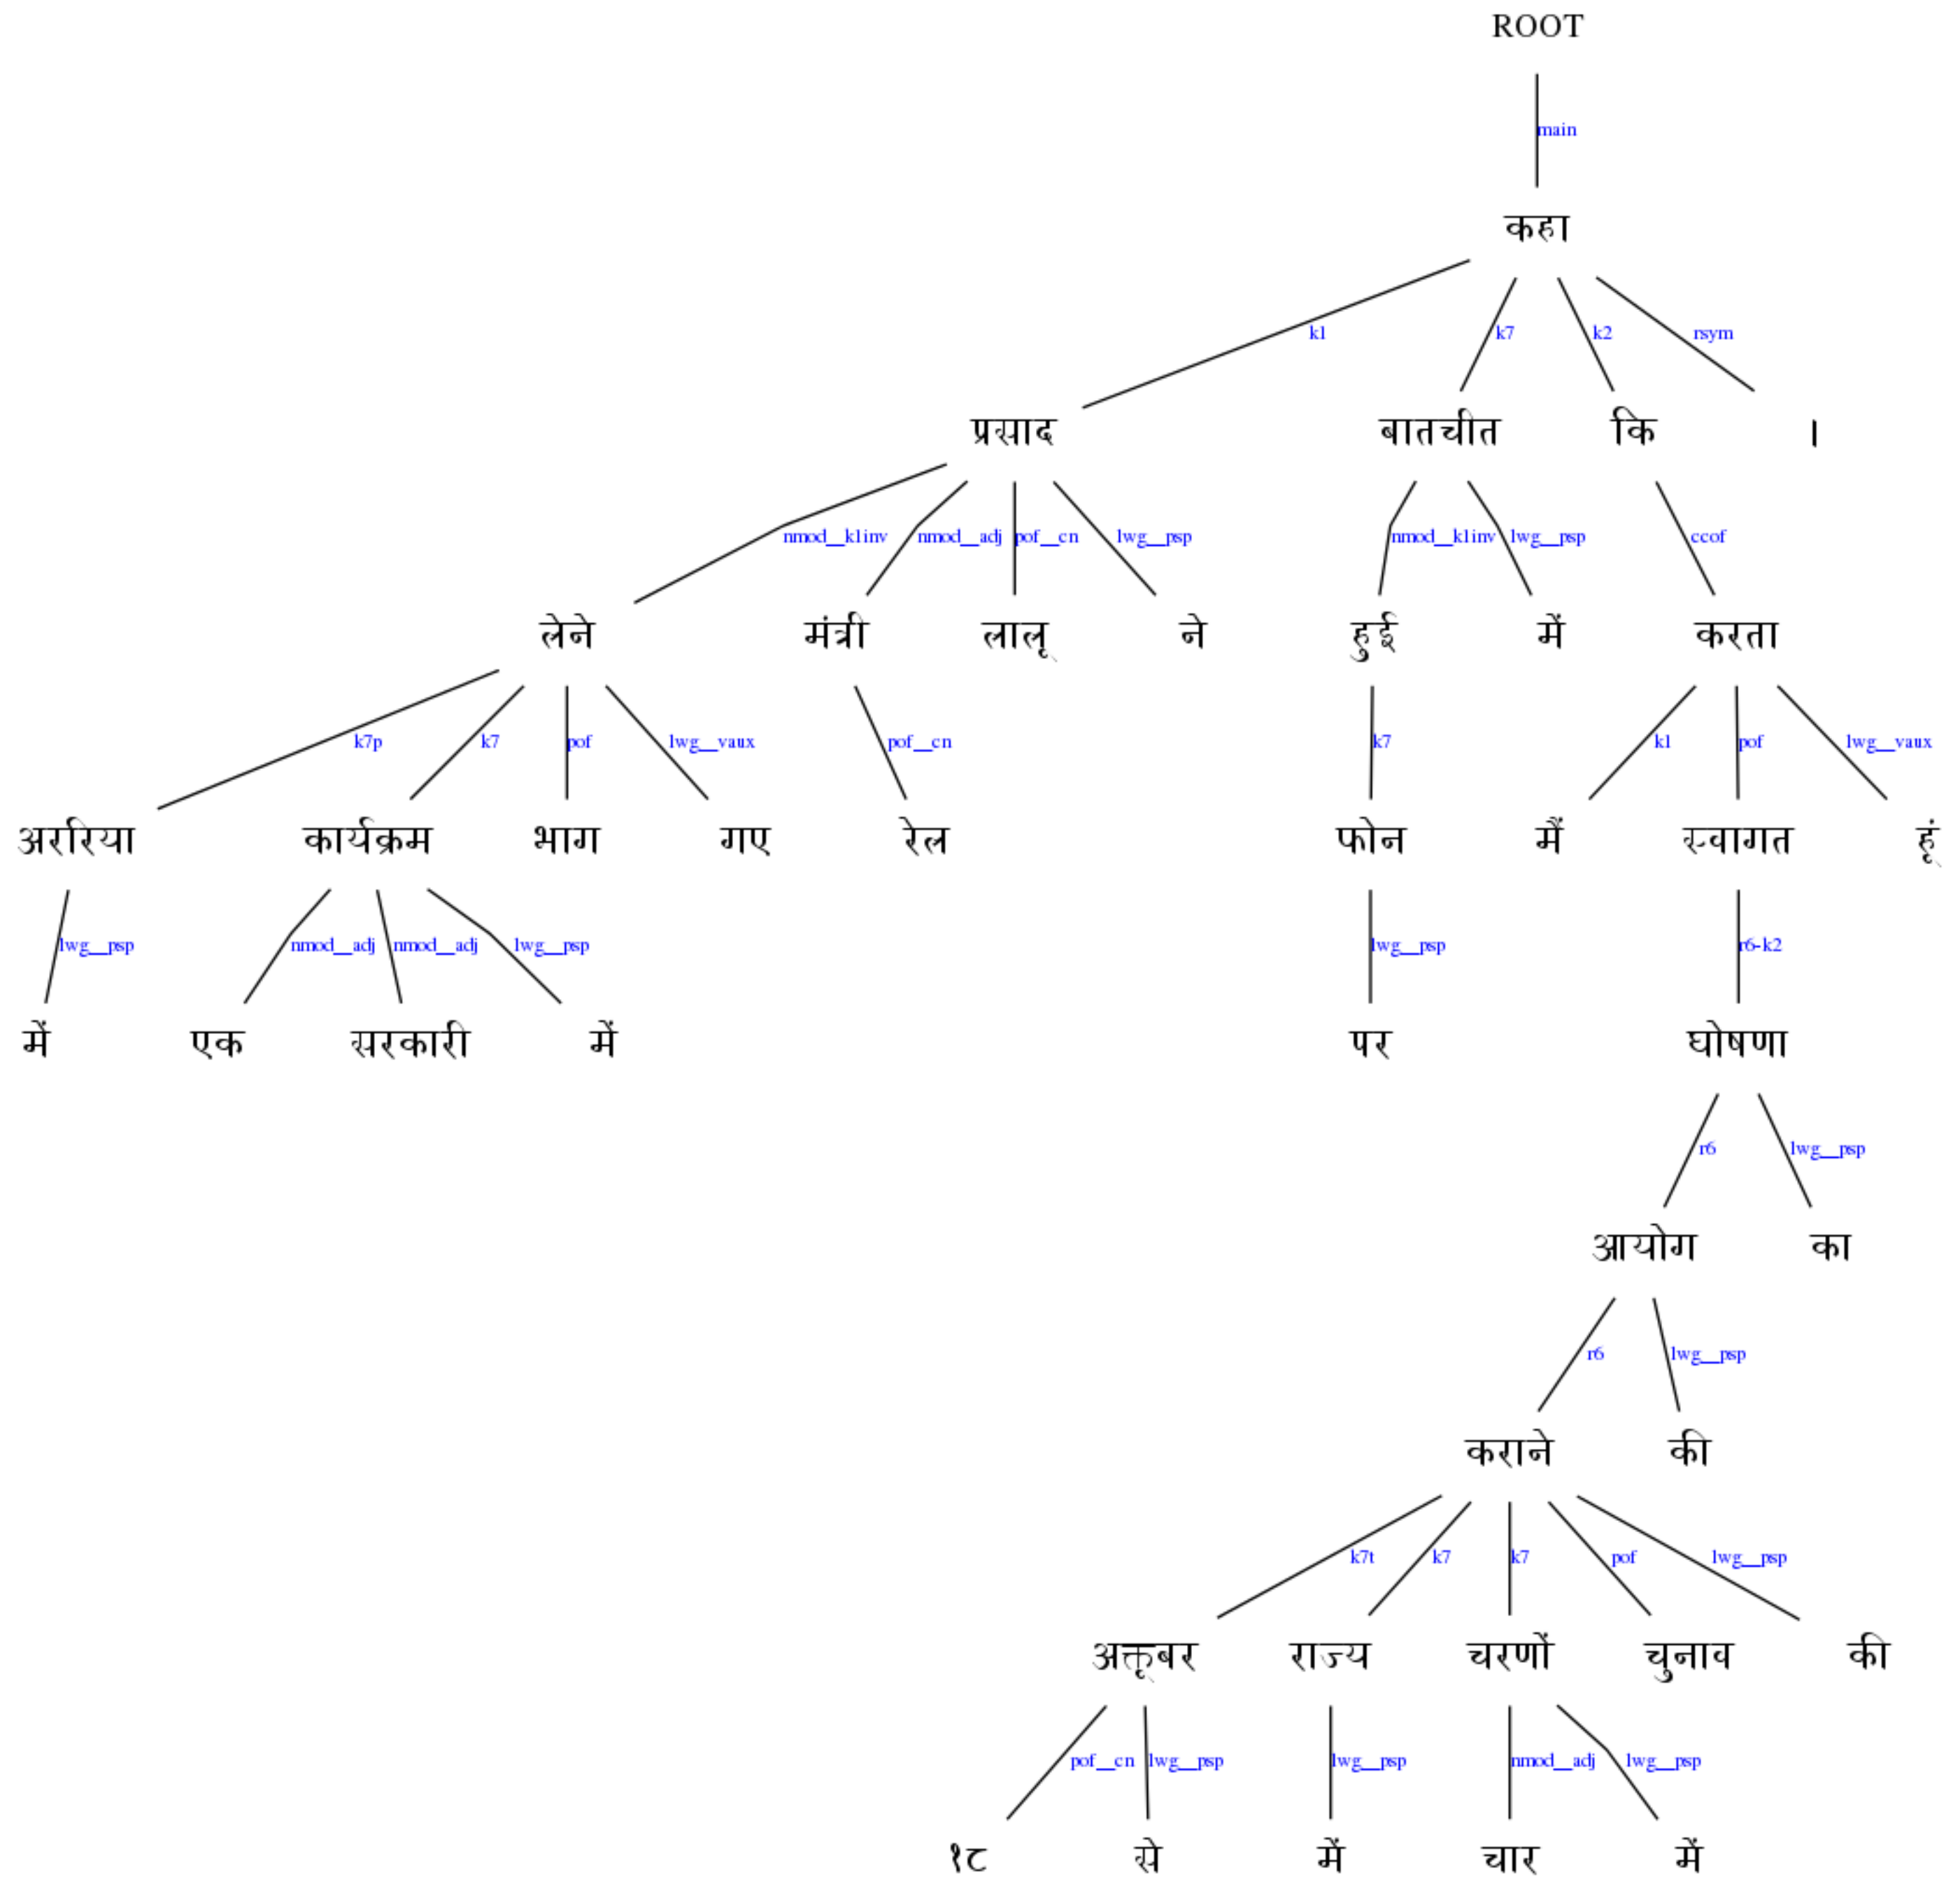 ROOT
main
कहा
k1 k7 k2 rsym
प्रसाद बातचीत कि ।
nmod__k1inv nmod__adj pof__cn lwg__psp nmod__k1inv lwg__psp ccof
लेने मंत्री लालू ने हुई में करता
k7p k7 pof lwg__vaux pof__cn k7 k1 pof lwg__vaux
अररिया कार्यक्रम भाग गए रेल फोन मैं स्वागत हूं
lwg__psp nmod__adj nmod__adj lwg__psp lwg__psp r6-k2
में एक सरकारी में पर घोषणा
r6 lwg__psp
आयोग का
r6 lwg__psp
कराने की
k7t k7 k7 pof lwg__psp
अक्तूबर राज्य चरणों चुनाव की
pof__cn lwg__psp lwg__psp nmod__adj lwg__psp
१८ से में चार में